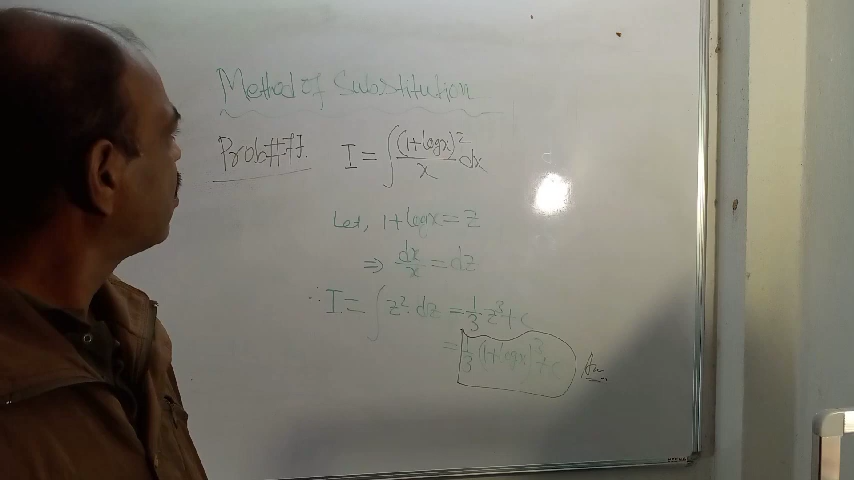 Method of Substitution
Prob#77. I = ∫ (1+logx)²/x dx
Let, 1+logx = z
⇒ dx/x = dz
∴ I = ∫ z². dz = 1/3 z³ + c
= 1/3 (1+logx)³ + c Ans